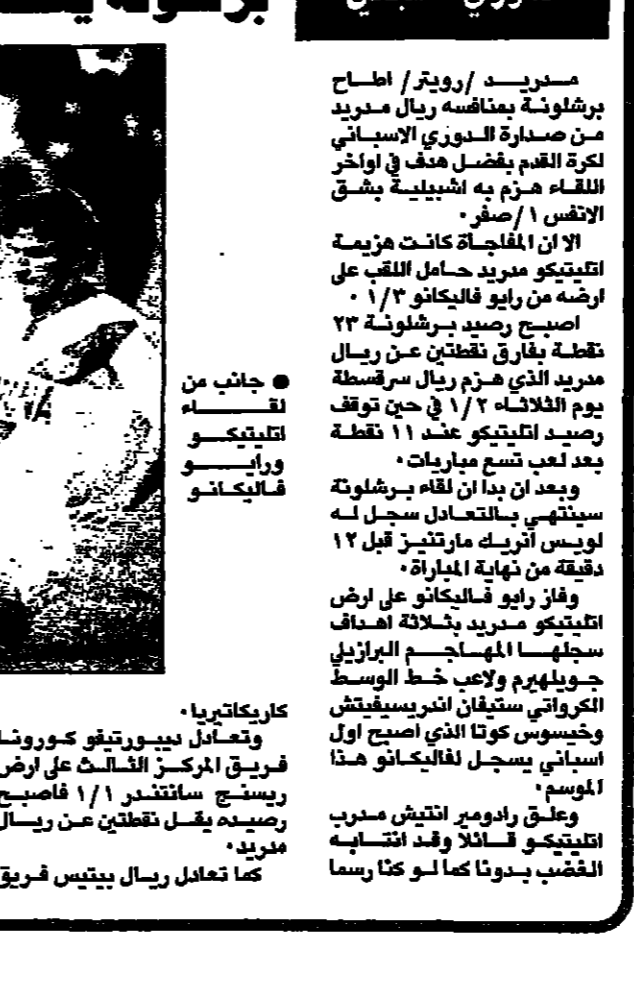 مدريد /رويتر/ اطاح
برشلونة بمنافسه ريال مدريد
من صدارة الدوري الاسباني
لكرة القدم بفضل هدف في اواخر
اللقاء هزم به اشبيلية بشق
الانفس ١/صفر٠
الا ان المفاجأة كانت هزيمة
اتليتيكو مدريد حامل اللقب على
ارضه من رايو فاليكانو ١/٣ ٠
اصبح رصيد برشلونة ٢٣
نقطة بفارق نقطتين عن ريال
مدريد الذي هزم ريال سرقسطة
يوم الثلاثاء ١/٢ في حين توقف
رصيد اتليتيكو عند ١١ نقطة
بعد لعب تسع مباريات٠
وبعد ان بدا ان لقاء برشلونة
سينتهي بالتعادل سجل له
لويس انريك مارتنيز قبل ١٢
دقيقة من نهاية المباراة٠
وفاز رايو فاليكانو على ارض
اتليتيكو مدريد بثلاثة اهداف
سجلها المهاجم البرازيلي
جويلهيرم ولاعب خط الوسط
الكرواتي ستيفان اندريسيفيتش
وخيسوس كوتا الذي اصبح اول
اسباني يسجل لفاليكانو هذا
الموسم٠
وعلق رادومير انتيش مدرب
اتليتيكو قائلا وقد انتابه
الغضب بدونا كما لو كنا رسما
● جانب من
لقاء
اتليتيكو
ورايو
فاليكانو
كاريكاتيريا٠
وتعادل ديبورتيفو كورونا
فريق المركز الثالث على ارض
ريسنج سانتندر ١/١ فاصبح
رصيده يقل نقطتين عن ريال
مدريد٠
كما تعادل ريال بيتيس فريق